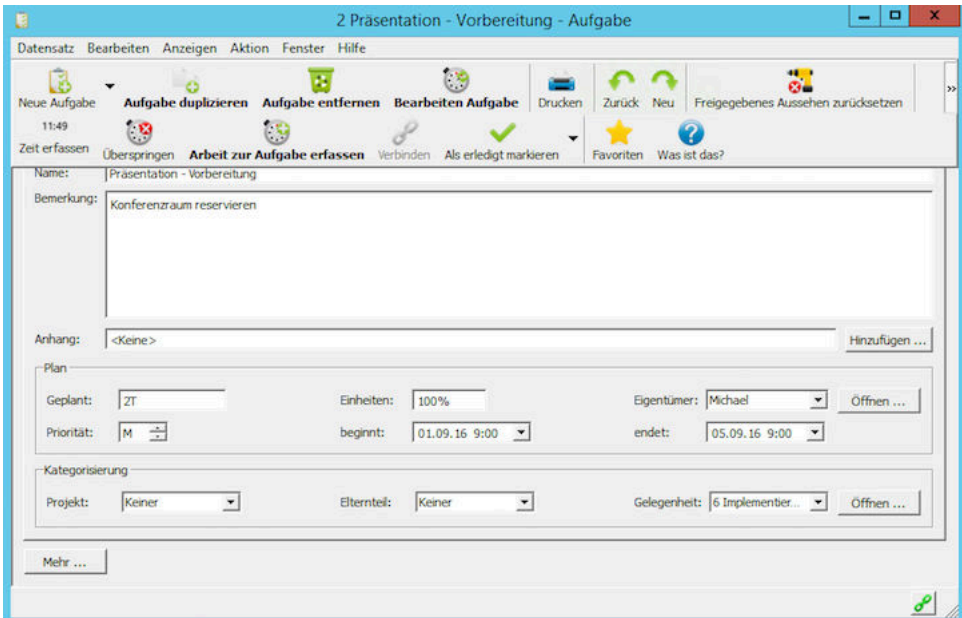 2 Präsentation - Vorbereitung - Aufgabe
Datensatz Bearbeiten Anzeigen Aktion Fenster Hilfe
Neue Aufgabe Aufgabe duplizieren Aufgabe entfernen Bearbeiten Aufgabe Drucken Zurück Neu Freigegebenes Aussehen zurücksetzen
11:49
Zeit erfassen Überspringen Arbeit zur Aufgabe erfassen Verbinden Als erledigt markieren Favoriten Was ist das?
Name: Präsentation - Vorbereitung
Bemerkung: Konferenzraum reservieren
Anhang: <Keine> Hinzufügen ...
Plan
Geplant: 2T Einheiten: 100% Eigentümer: Michael Öffnen ...
Priorität: M beginnt: 01.09.16 9:00 endet: 05.09.16 9:00
Kategorisierung
Projekt: Keiner Elternteil: Keiner Gelegenheit: 6 Implementier... Öffnen ...
Mehr ...